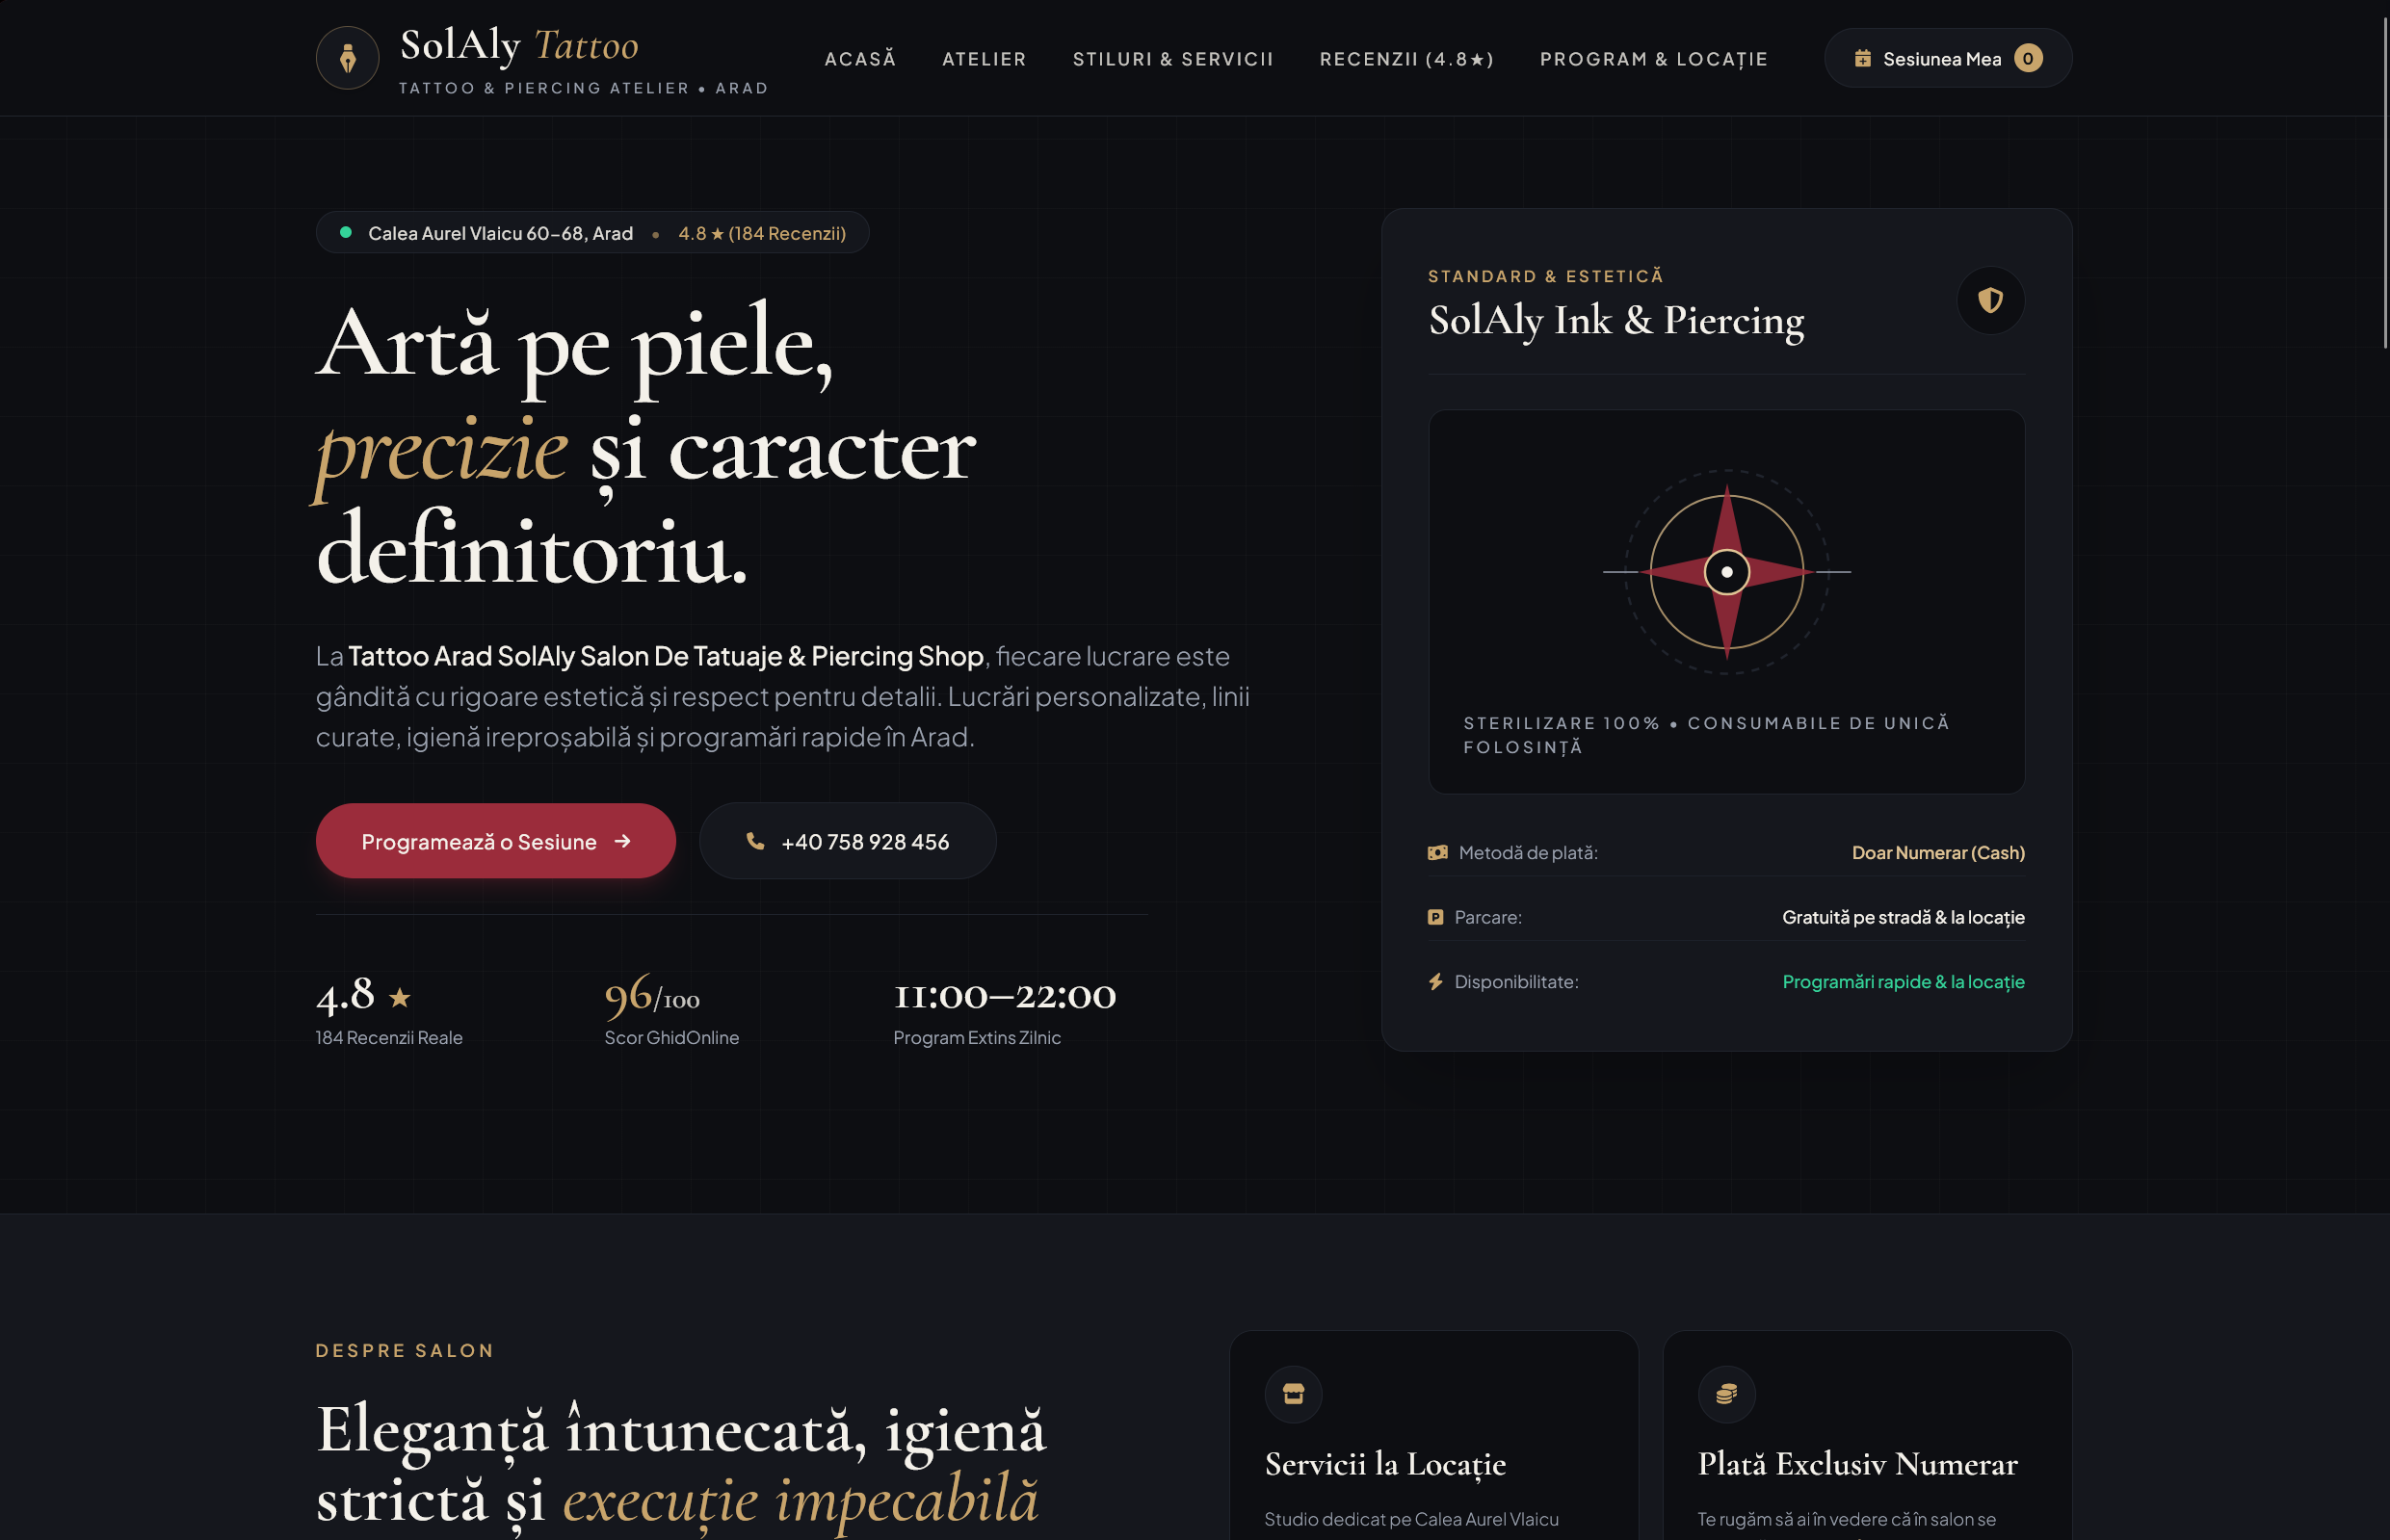 SolAly Tattoo
TATTOO & PIERCING ATELIER • ARAD
ACASĂ
ATELIER
STILURI & SERVICII
RECENZII (4.8★)
PROGRAM & LOCAȚIE
Sesiunea Mea 0
Calea Aurel Vlaicu 60–68, Arad • 4.8 ★ (184 Recenzii)
Artă pe piele,
precizie și caracter
definitoriu.
La Tattoo Arad SolAly Salon De Tatuaje & Piercing Shop, fiecare lucrare este
gândită cu rigoare estetică și respect pentru detalii. Lucrări personalizate, linii
curate, igienă ireproșabilă și programări rapide în Arad.
Programează o Sesiune →
+40 758 928 456
4.8 ★
184 Recenzii Reale
96/100
Scor GhidOnline
11:00–22:00
Program Extins Zilnic
STANDARD & ESTETICĂ
SolAly Ink & Piercing
STERILIZARE 100% • CONSUMABILE DE UNICĂ
FOLOSINȚĂ
Metodă de plată: Doar Numerar (Cash)
P Parcare: Gratuită pe stradă & la locație
Disponibilitate: Programări rapide & la locație
DESPRE SALON
Eleganță întunecată, igienă
strictă și execuție impecabilă
Servicii la Locație
Studio dedicat pe Calea Aurel Vlaicu
Plată Exclusiv Numerar
Te rugăm să ai în vedere că în salon se